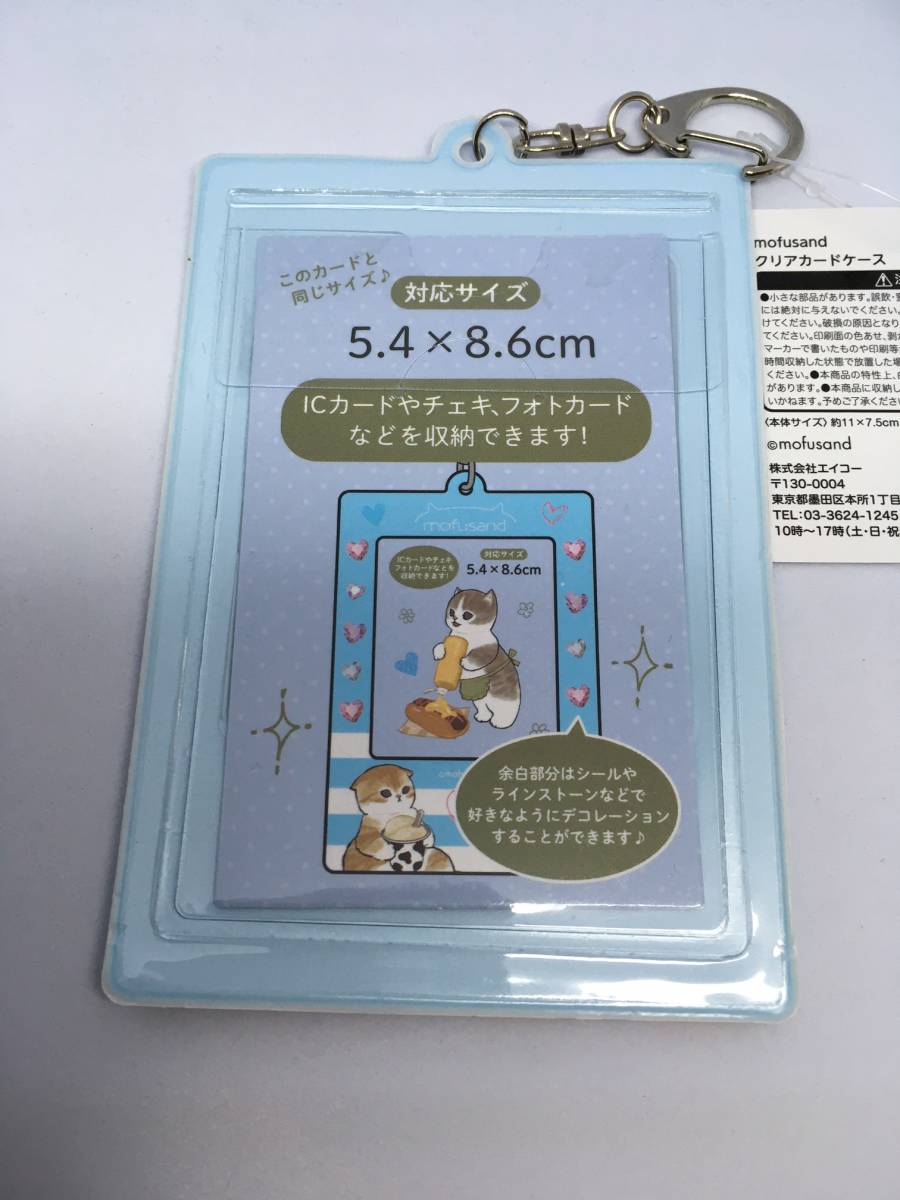 このカードと
同じサイズ♪
対応サイズ
5.4×8.6cm
ICカードやチェキ、フォトカード
などを収納できます!
mofusand
ICカードやチェキ
フォトカードなどを
収納できます!
対応サイズ
5.4×8.6cm
余白部分はシールや
ラインストーンなどで
好きなようにデコレーション
することができます♪
mofusand
クリアカードケース
●小さな部品があります。誤飲・
には絶対に与えないでください。
けてください。破損の原因となり
てください。印刷面の色あせ、剥が
マーカーで書いたものや印刷等
時間収納した状態で放置した場
ください。●本商品の特性上、
があります。●本商品に収納し
いかねます。予めご了承くださ
〈本体サイズ〉約11×7.5cm
©mofusand
株式会社エイコー
〒130-0004
東京都墨田区本所1丁目
TEL:03-3624-1245
10時〜17時(土・日・祝